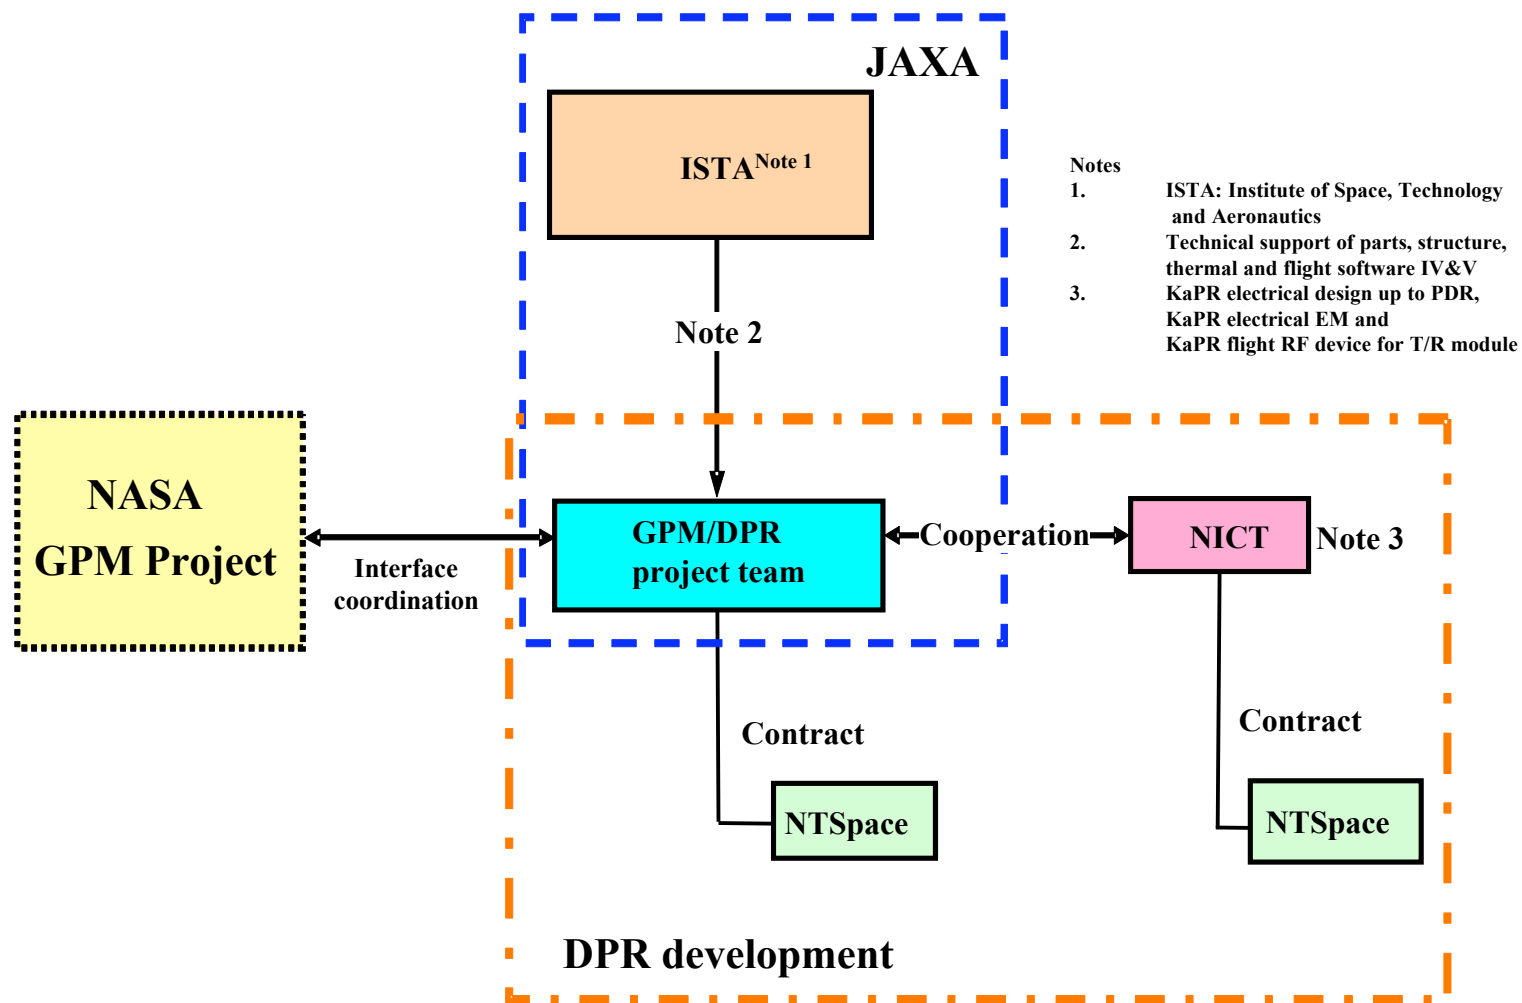 JAXA
ISTA Note 1
Notes
1. ISTA: Institute of Space, Technology
and Aeronautics
2. Technical support of parts, structure,
thermal and flight software IV&V
3. KaPR electrical design up to PDR,
KaPR electrical EM and
KaPR flight RF device for T/R module
Note 2
NASA
GPM Project
Interface
coordination
GPM/DPR
project team
Cooperation
NICT
Note 3
Contract
NTSpace
Contract
NTSpace
DPR development